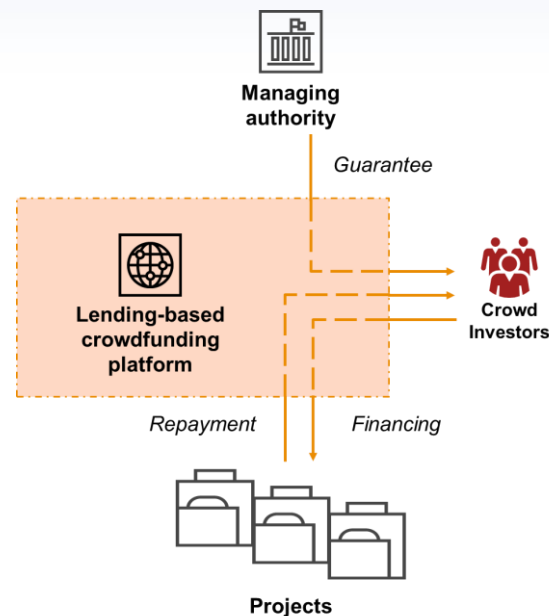 Managing
authority
Guarantee
Lending-based
crowdfunding
platform
Crowd
Investors
Repayment
Financing
Projects